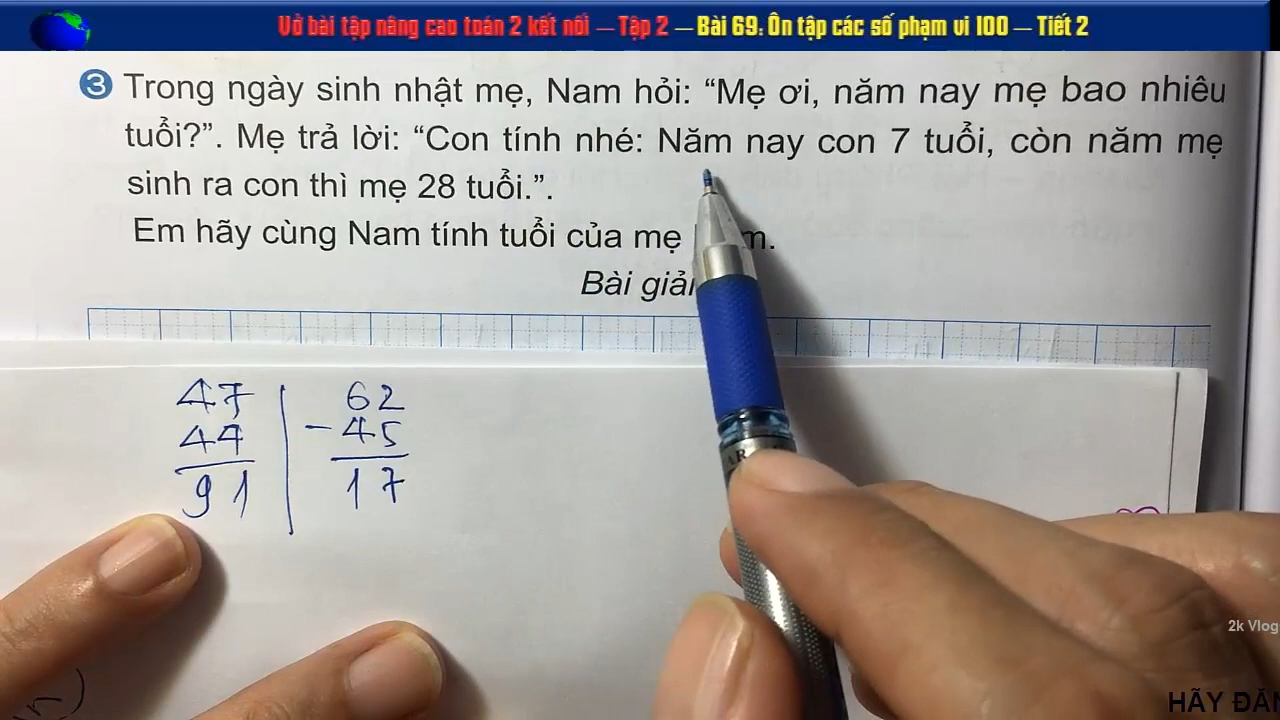 Vở bài tập nâng cao toán 2 kết nối – Tập 2 – Bài 69: Ôn tập các số phạm vi 100 – Tiết 2
3 Trong ngày sinh nhật mẹ, Nam hỏi: “Mẹ ơi, năm nay mẹ bao nhiêu
tuổi?”. Mẹ trả lời: “Con tính nhé: Năm nay con 7 tuổi, còn năm mẹ
sinh ra con thì mẹ 28 tuổi.”.
Em hãy cùng Nam tính tuổi của mẹ
Bài giải
47 62
44 - 45
91 17
2k Vlog
HÃY